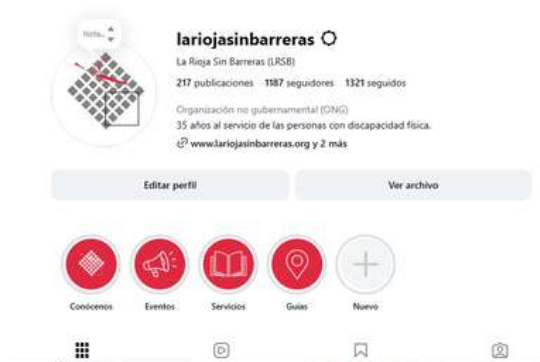 Nota...
lariojasinbarreras
La Rioja Sin Barreras (LRSB)
217 publicaciones 1187 seguidores 1321 seguidos
Organización no gubernamental (ONG)
35 años al servicio de las personas con discapacidad física.
www.lariojasinbarreras.org y 2 más
Editar perfil Ver archivo
Conócenos Eventos Servicios Guías Nuevo